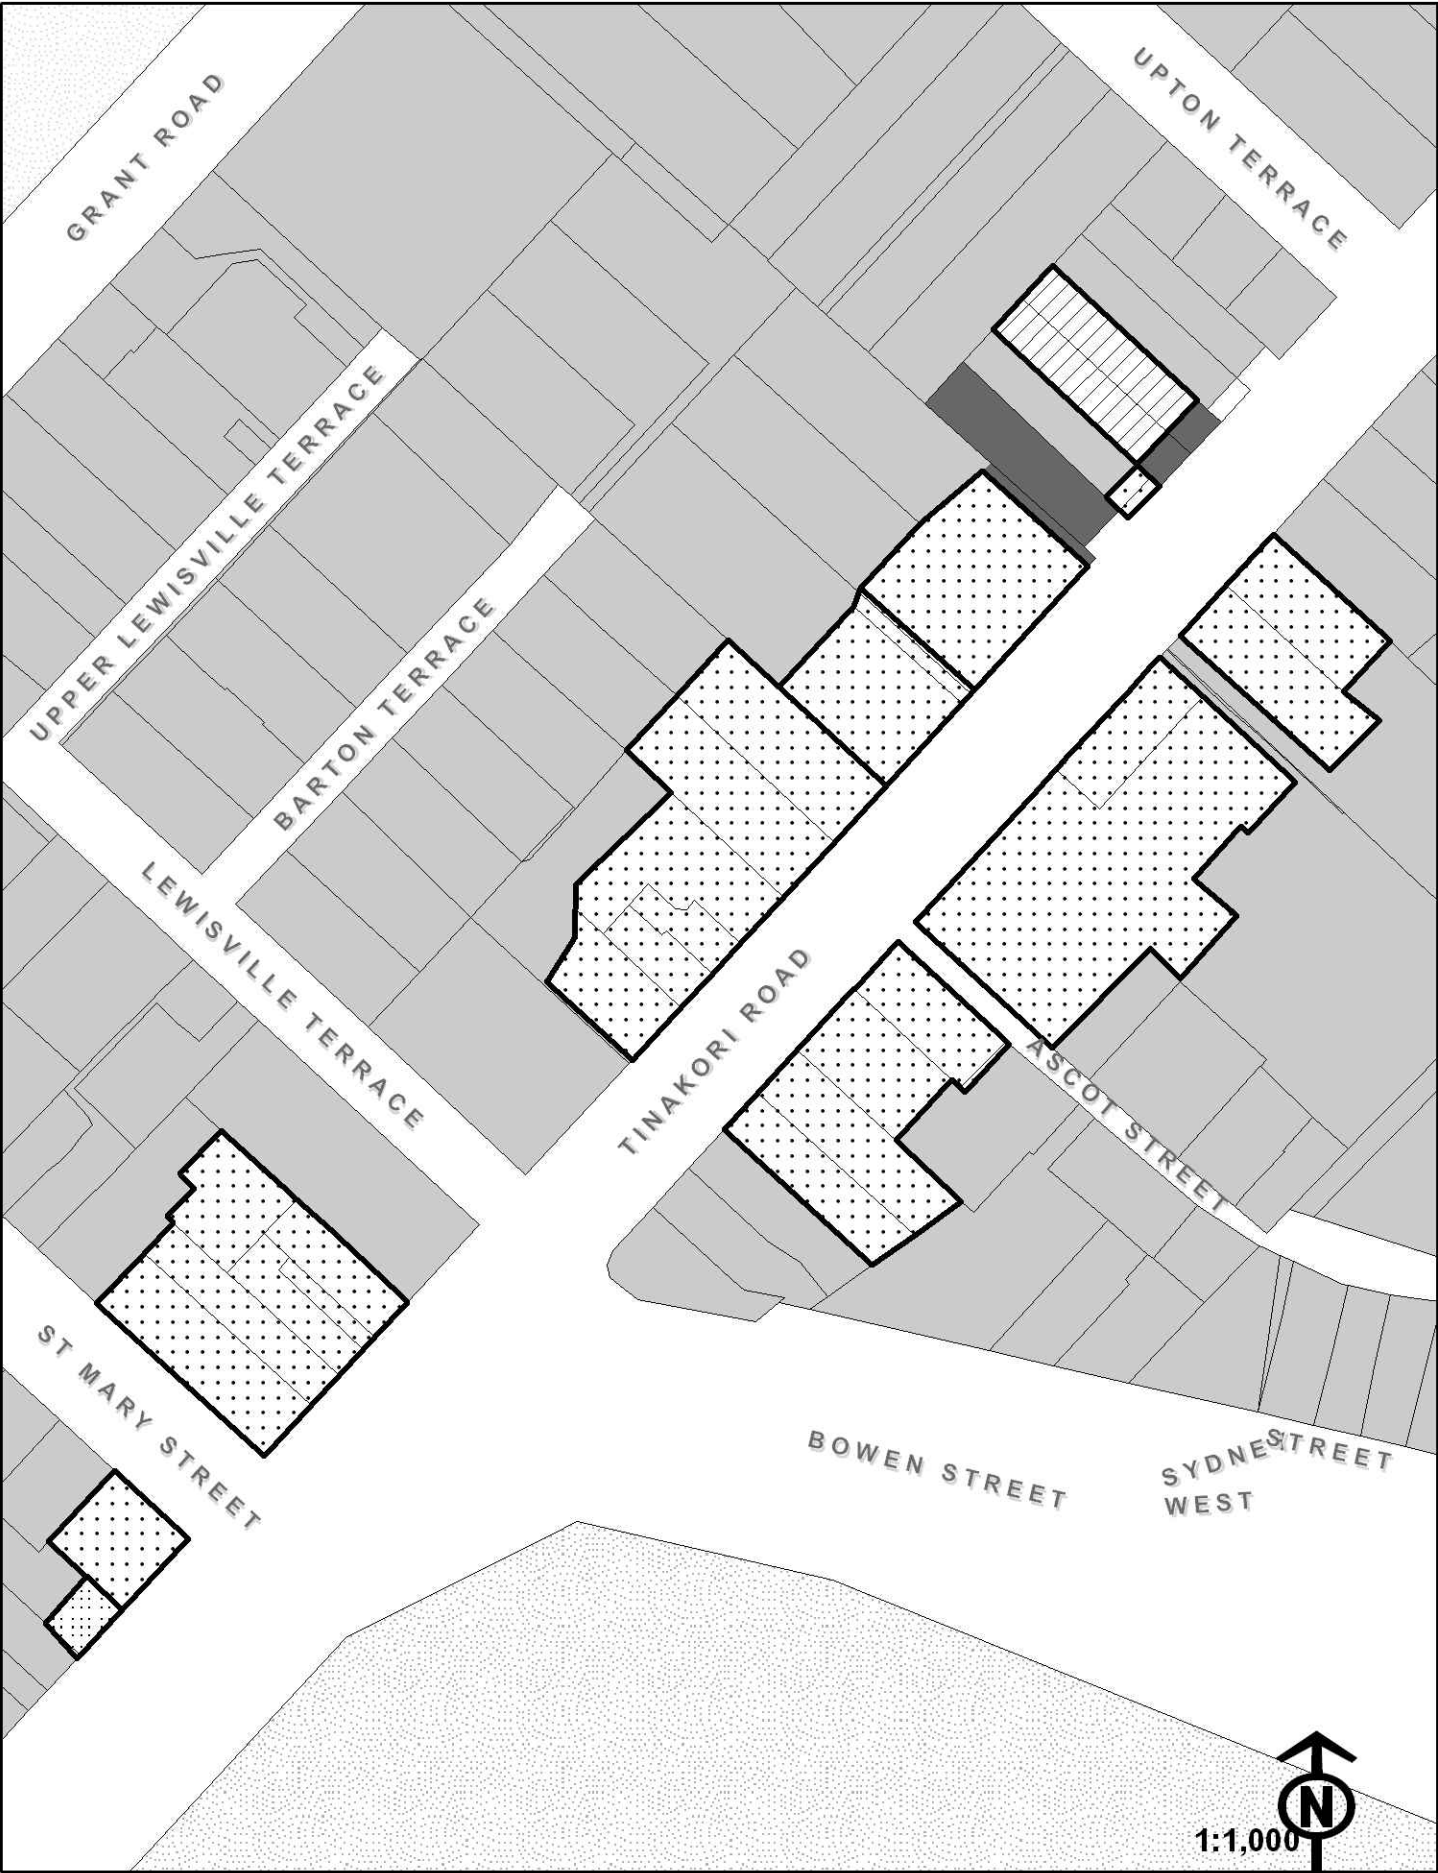 UPTON TERRACE
GRANT ROAD
UPPER LEWISVILLE TERRACE
BARTON TERRACE
LEWISVILLE TERRACE
TINAKORI ROAD
ASCOT STREET
ST MARY STREET
BOWEN STREET
SYDNEY STREET
WEST
N
1:1,000